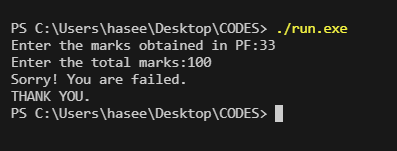 PS C:\Users\hasee\Desktop\CODES> ./run.exe
Enter the marks obtained in PF:33
Enter the total marks:100
Sorry! You are failed.
THANK YOU.
PS C:\Users\hasee\Desktop\CODES>